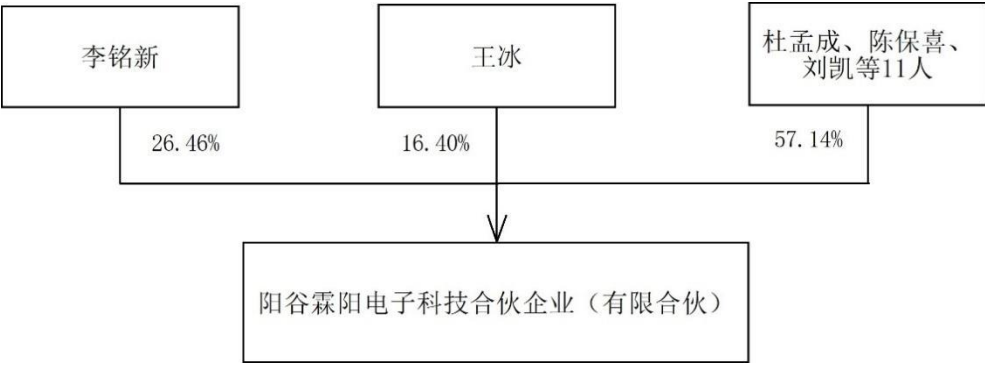 李铭新
王冰
杜孟成、陈保喜、
刘凯等11人
26.46%
16.40%
57.14%
阳谷霖阳电子科技合伙企业（有限合伙）